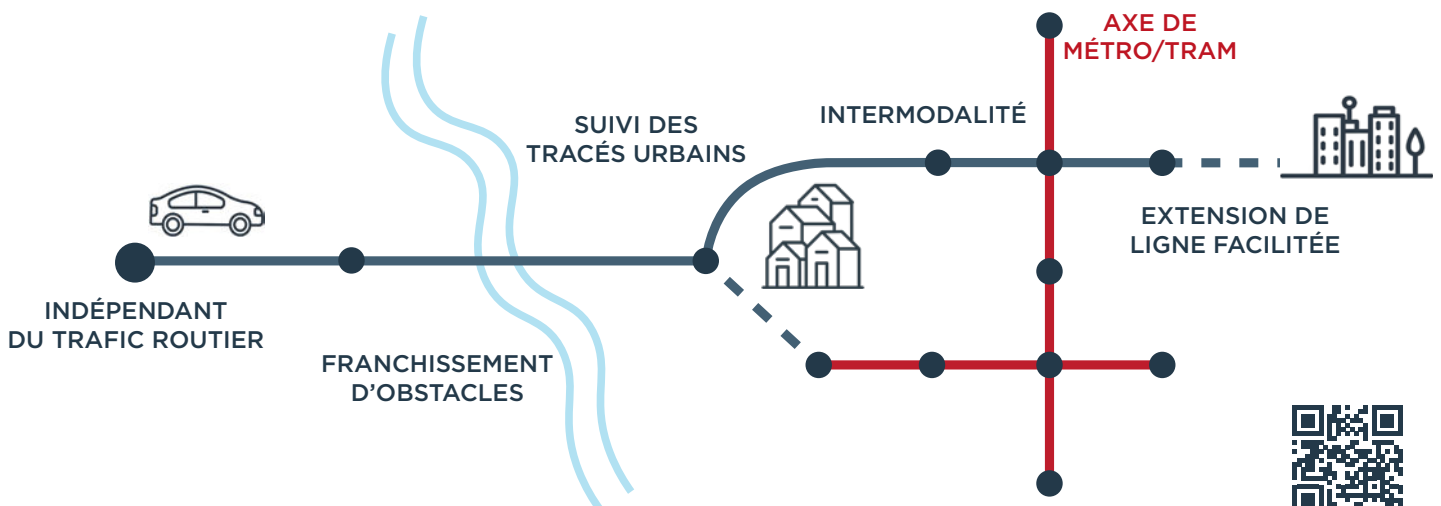 AXE DE
MÉTRO/TRAM
INTERMODALITÉ
SUIVI DES
TRACÉS URBAINS
EXTENSION DE
LIGNE FACILITÉE
INDÉPENDANT
DU TRAFIC ROUTIER
FRANCHISSEMENT
D'OBSTACLES